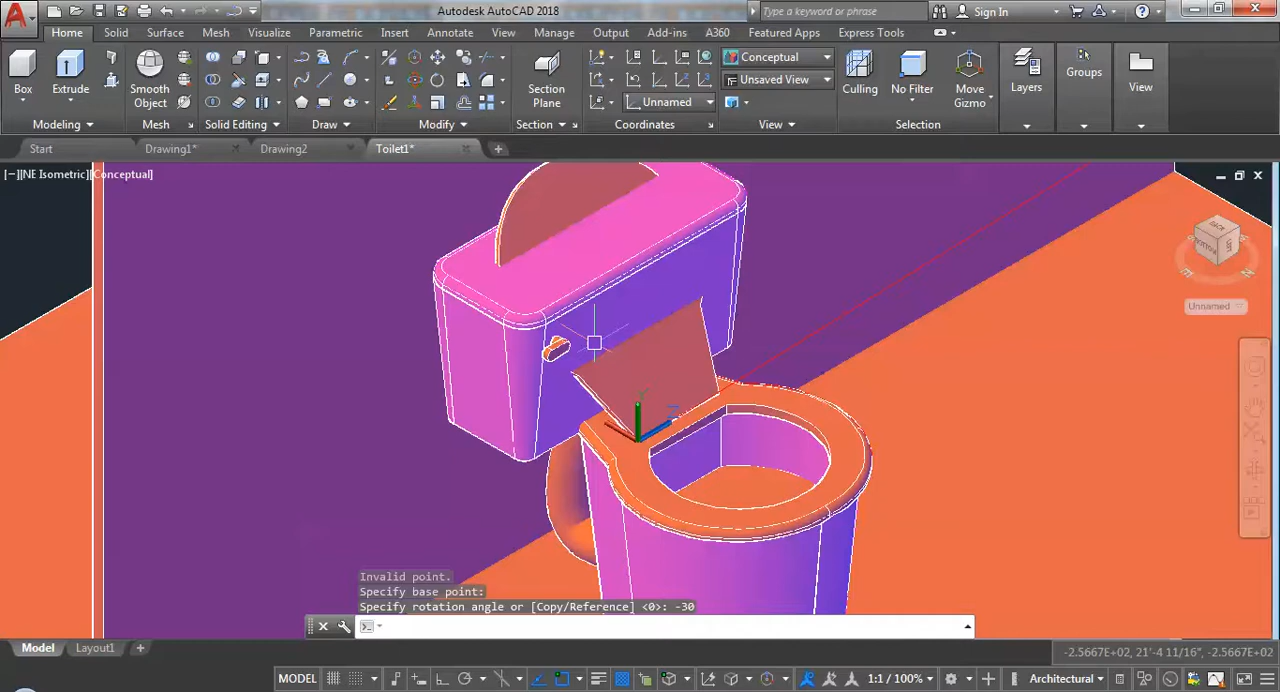 Autodesk AutoCAD 2018
Type a keyword or phrase
Sign In
Home
Solid
Surface
Mesh
Visualize
Parametric
Insert
Annotate
View
Manage
Output
Add-ins
A360
Featured Apps
Express Tools
Box
Extrude
Smooth
Object
Section
Plane
Conceptual
Unsaved View
Unnamed
Culling
No Filter
Move
Gizmo
Layers
Groups
View
Modeling
Mesh
Solid Editing
Draw
Modify
Section
Coordinates
View
Selection
Start
Drawing1*
Drawing2
Toilet1*
[−][NE Isometric][Conceptual]
BACK
Unnamed
Invalid point.
Specify base point:
Specify rotation angle or [Copy/Reference] <0>: -30
Model
Layout1
-2.5667E+02, 21'-4 11/16", -2.5667E+02
MODEL
1:1 / 100%
Architectural